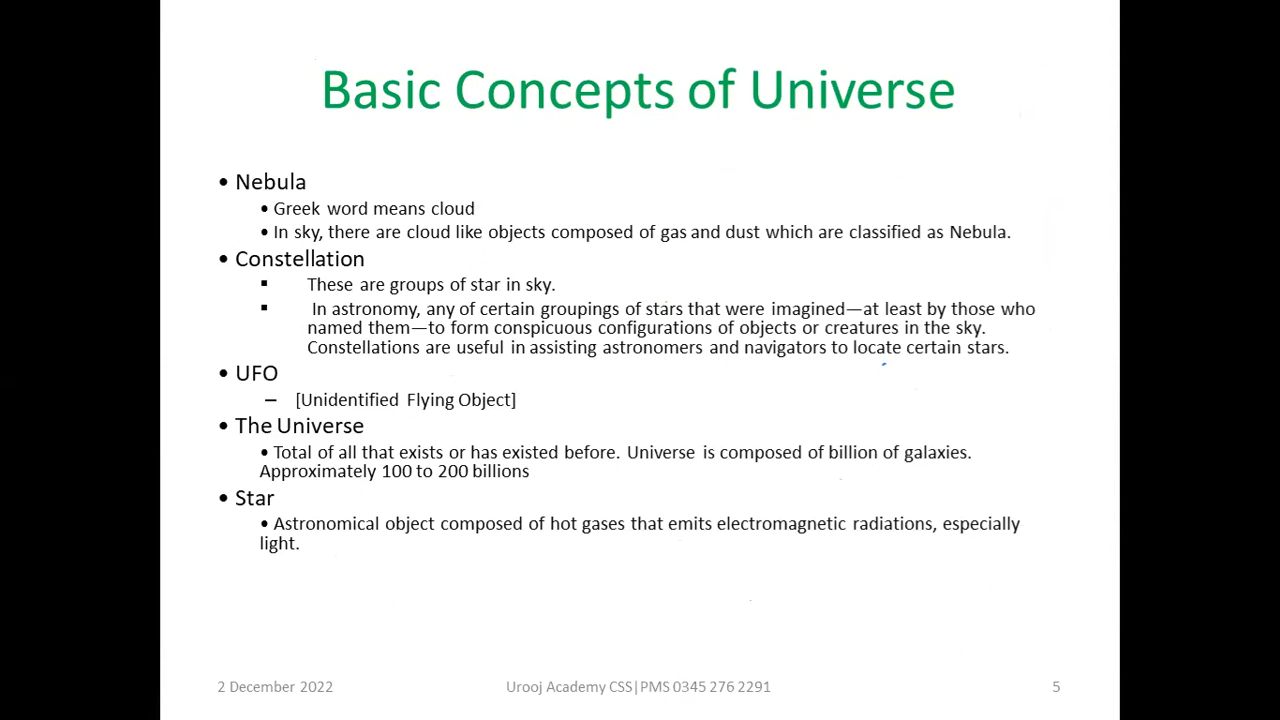 Basic Concepts of Universe
• Nebula
• Greek word means cloud
• In sky, there are cloud like objects composed of gas and dust which are classified as Nebula.
• Constellation
▪ These are groups of star in sky.
▪ In astronomy, any of certain groupings of stars that were imagined—at least by those who
named them—to form conspicuous configurations of objects or creatures in the sky.
Constellations are useful in assisting astronomers and navigators to locate certain stars.
• UFO
– [Unidentified Flying Object]
• The Universe
• Total of all that exists or has existed before. Universe is composed of billion of galaxies.
Approximately 100 to 200 billions
• Star
• Astronomical object composed of hot gases that emits electromagnetic radiations, especially
light.
2 December 2022 Urooj Academy CSS|PMS 0345 276 2291 5